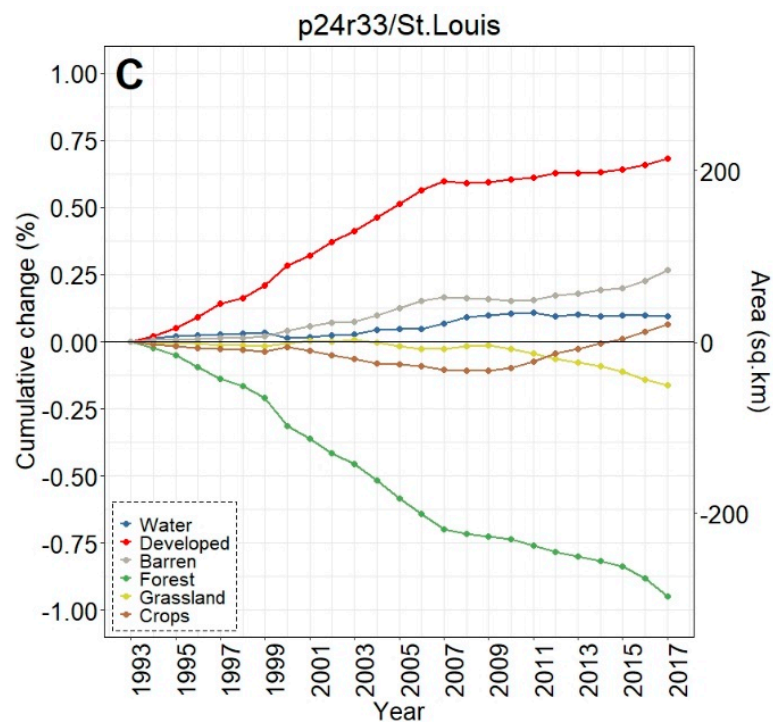 p24r33/St.Louis
C
Cumulative change (%)
1.00
0.75
0.50
0.25
0.00
-0.25
-0.50
-0.75
-1.00
200
0
-200
Area (sq.km)
Water
Developed
Barren
Forest
Grassland
Crops
1993
1995
1997
1999
2001
2003
2005
2007
2009
2011
2013
2015
2017
Year